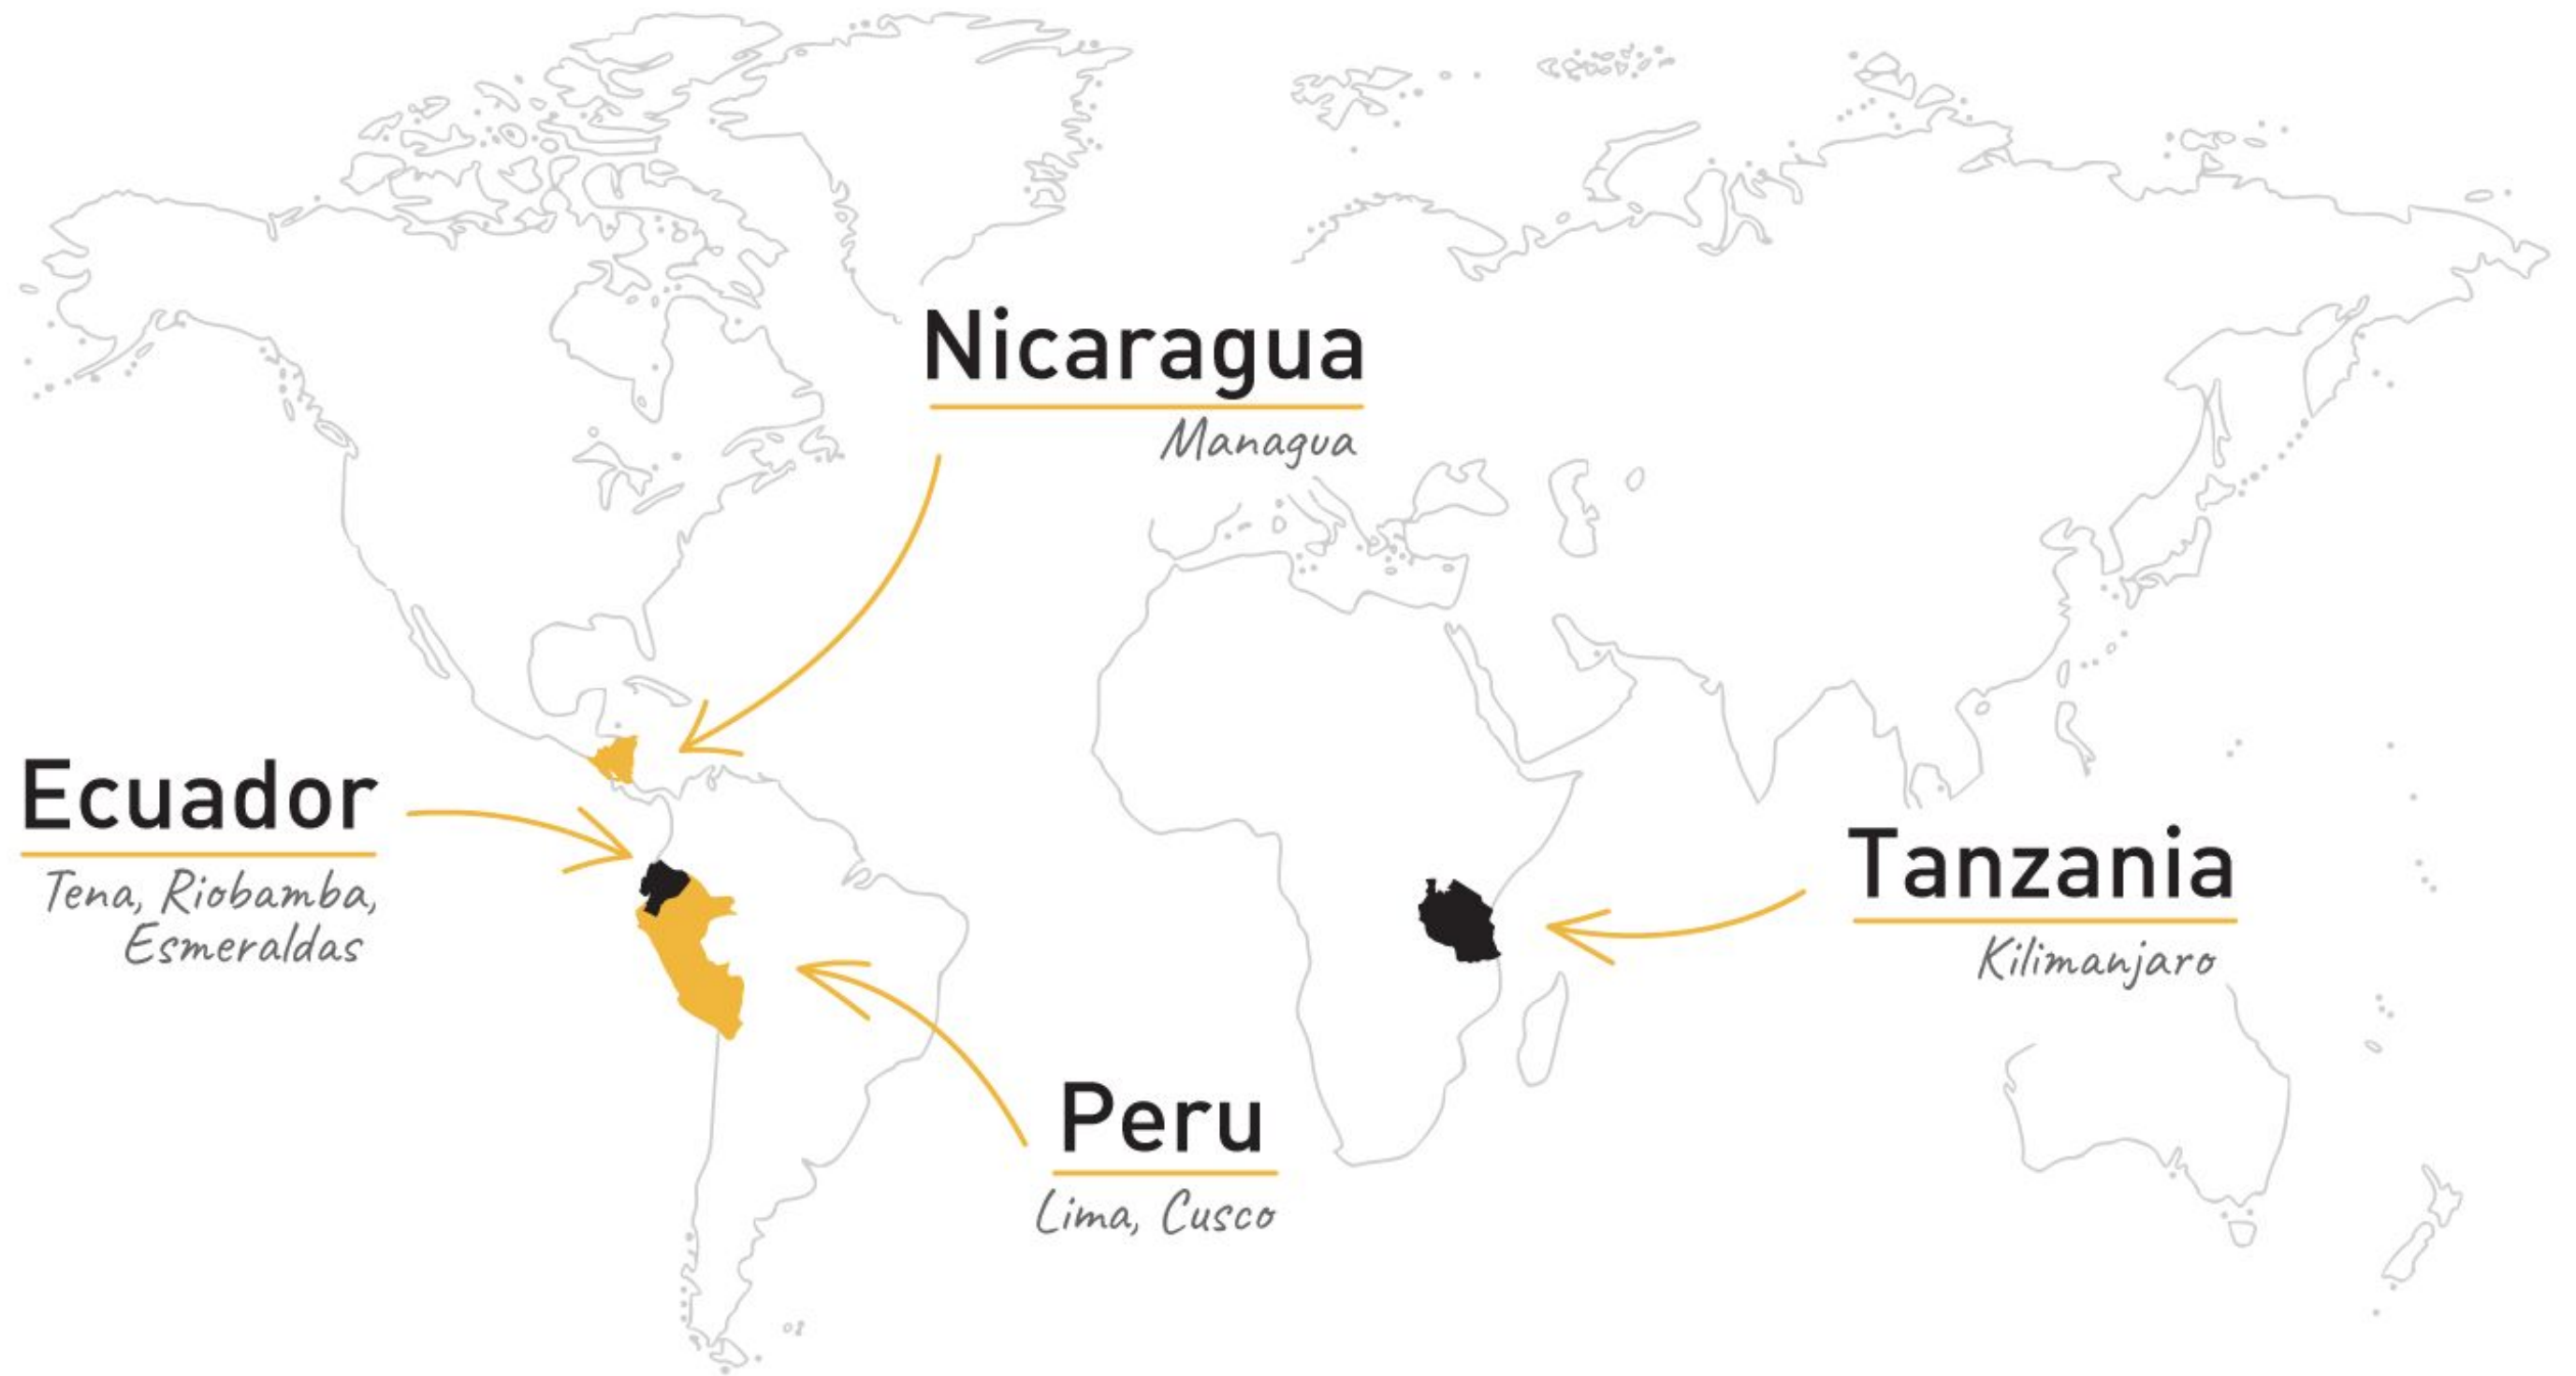 Nicaragua
Managua
Ecuador
Tena, Riobamba,
Esmeraldas
Tanzania
Kilimanjaro
Peru
Lima, Cusco